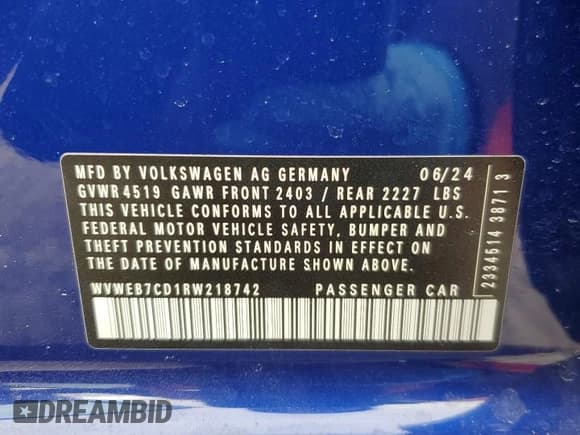 MFD BY VOLKSWAGEN AG GERMANY 06/24
GVWR 4519 GAWR FRONT 2403 / REAR 2227 LBS
THIS VEHICLE CONFORMS TO ALL APPLICABLE U.S.
FEDERAL MOTOR VEHICLE SAFETY, BUMPER AND
THEFT PREVENTION STANDARDS IN EFFECT ON
THE DATE OF MANUFACTURE SHOWN ABOVE.
WVWEB7CD1RW218742 PASSENGER CAR
2334514 3871 3
DREAMBID